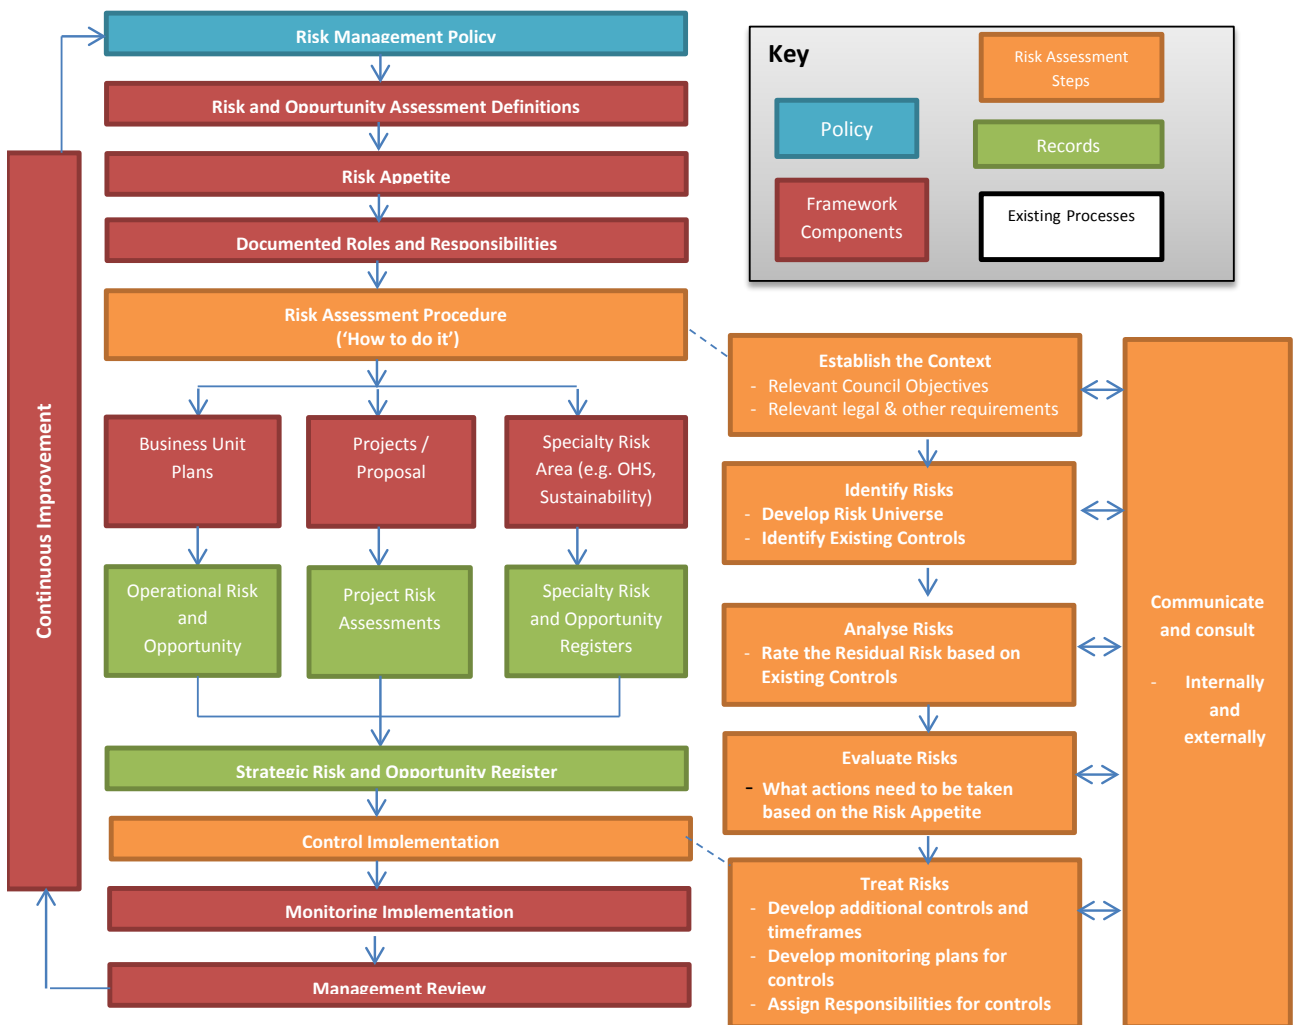 Risk Management Policy
Risk and Opportunity Assessment Definitions
Risk Appetite
Documented Roles and Responsibilities
Risk Assessment Procedure
(‘How to do it’)
Business Unit
Plans
Projects /
Proposal
Specialty Risk
Area (e.g. OHS,
Sustainability)
Operational Risk
and
Opportunity
Project Risk
Assessments
Specialty Risk
and Opportunity
Registers
Strategic Risk and Opportunity Register
Control Implementation
Monitoring Implementation
Management Review
Continuous Improvement
Key
Policy
Framework
Components
Risk Assessment
Steps
Records
Existing Processes
Establish the Context
- Relevant Council Objectives
- Relevant legal & other requirements
Identify Risks
- Develop Risk Universe
- Identify Existing Controls
Analyse Risks
- Rate the Residual Risk based on
Existing Controls
Evaluate Risks
- What actions need to be taken
based on the Risk Appetite
Treat Risks
- Develop additional controls and
timeframes
- Develop monitoring plans for
controls
- Assign Responsibilities for controls
Communicate
and consult
- Internally
and
externally